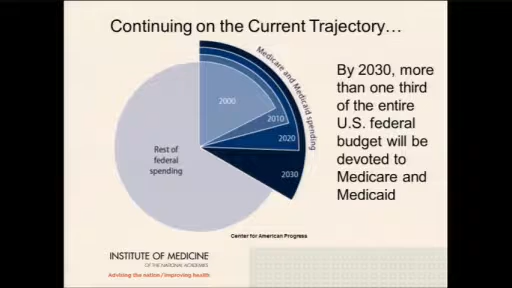 Continuing on the Current Trajectory…
Medicare and Medicaid spending
2000
2010
2020
2030
Rest of
federal
spending
By 2030, more
than one third
of the entire
U.S. federal
budget will be
devoted to
Medicare and
Medicaid
Center for American Progress
INSTITUTE OF MEDICINE
OF THE NATIONAL ACADEMIES
Advising the nation/Improving health